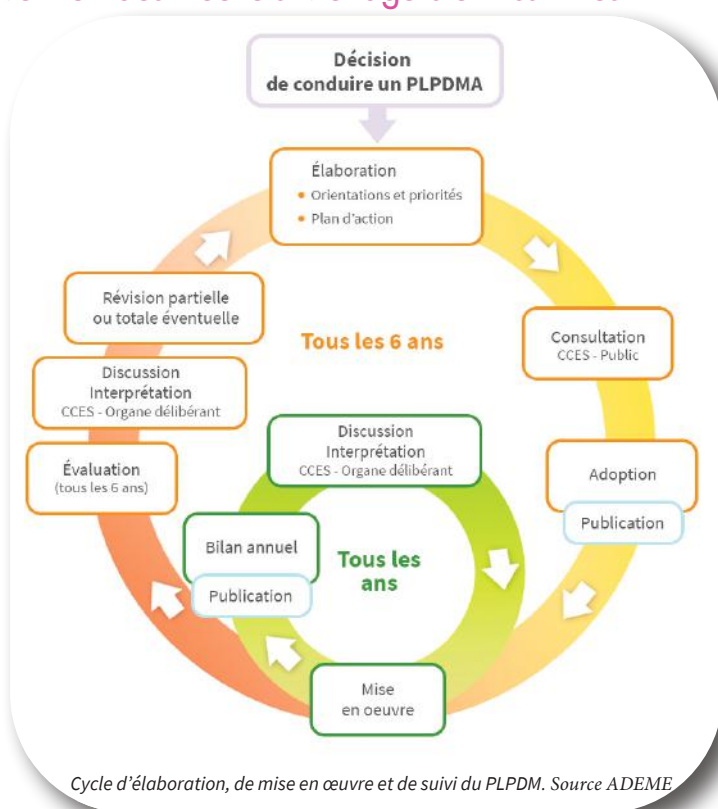 Décision
de conduire un PLPDMA
Élaboration
• Orientations et priorités
• Plan d'action
Révision partielle
ou totale éventuelle
Tous les 6 ans
Consultation
CCES - Public
Discussion
Interprétation
CCES - Organe délibérant
Discussion
Interprétation
CCES - Organe délibérant
Évaluation
(tous les 6 ans)
Adoption
Publication
Bilan annuel
Publication
Tous les
ans
Mise
en oeuvre
Cycle d'élaboration, de mise en œuvre et de suivi du PLPDM. Source ADEME